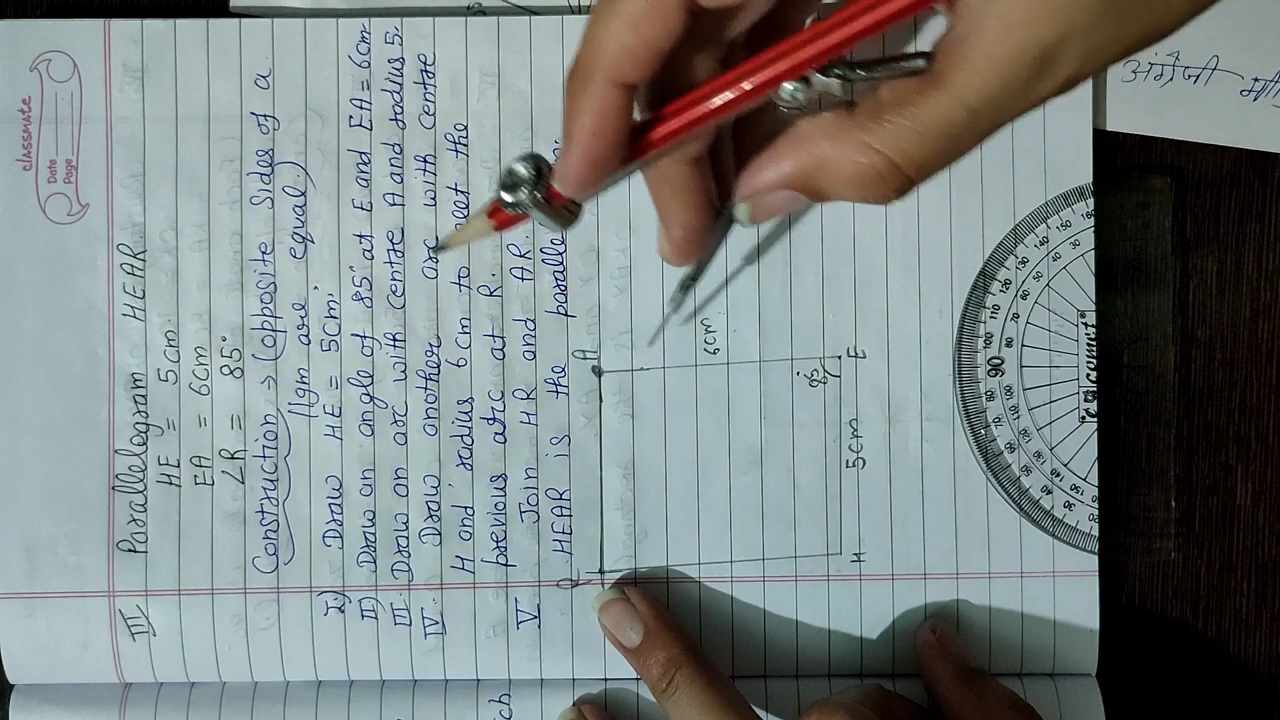 classmate
Date
Page
III Parallelogram HEAR.
HE = 5cm.
EA = 6cm
∠R = 85°
Construction → (opposite sides of a
||gm are equal.)
I.) Draw HE = 5cm.
II) Draw an angle of 85° at E and EA = 6cm
III. Draw an arc with centre A and radius 5.
IV. Draw another arc with centre
H and radius 6 cm to meet the
previous arc at R.
V Join HR and AR.
HEAR is the
R
A
6cm.
85°
H
5cm
E
अंग्रेजी